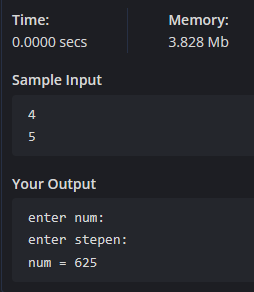 Time: Memory:
0.0000 secs 3.828 Mb
Sample Input
4
5
Your Output
enter num:
enter stepen:
num = 625